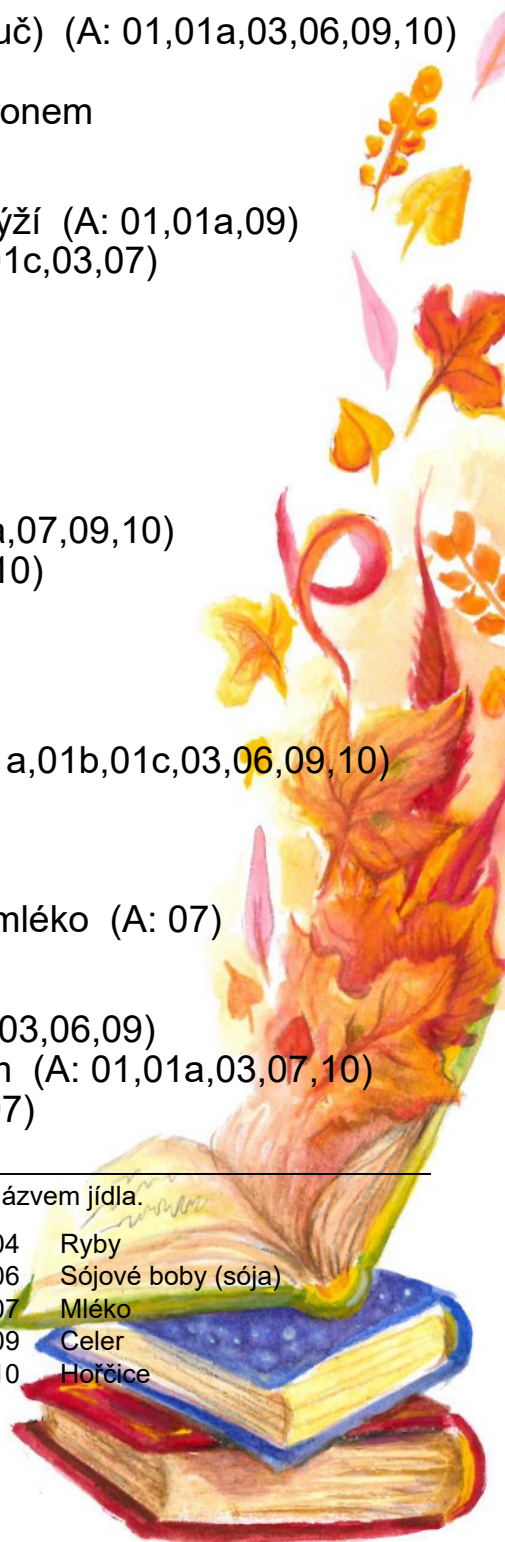 uč) (A: 01,01a,03,06,09,10)
onem
ýží (A: 01,01a,09)
01c,03,07)
a,07,09,10)
10)
a,01b,01c,03,06,09,10)
mléko (A: 07)
03,06,09)
m (A: 01,01a,03,07,10)
07)
ázvem jídla.
04 Ryby
06 Sójové boby (sója)
07 Mléko
09 Celer
10 Hořčice